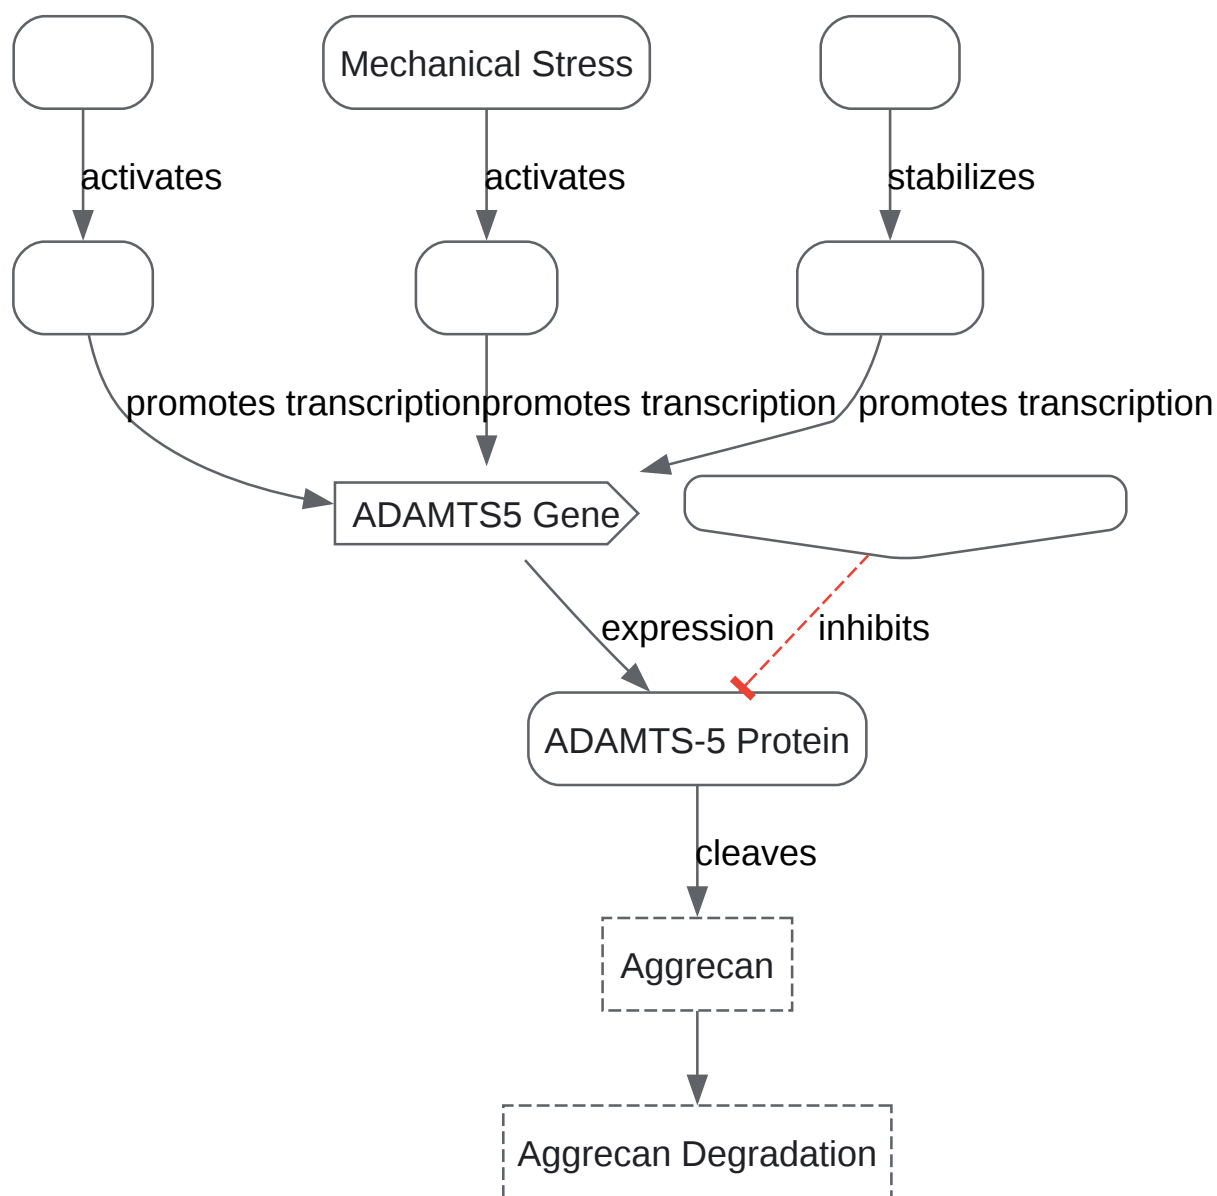 Mechanical Stress
activates
activates
stabilizes
promotes transcription
promotes transcription
promotes transcription
ADAMTS5 Gene
expression
inhibits
ADAMTS-5 Protein
cleaves
Aggrecan
Aggrecan Degradation